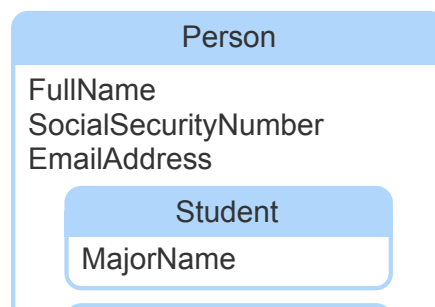 Person
FullName
SocialSecurityNumber
EmailAddress
Student
MajorName